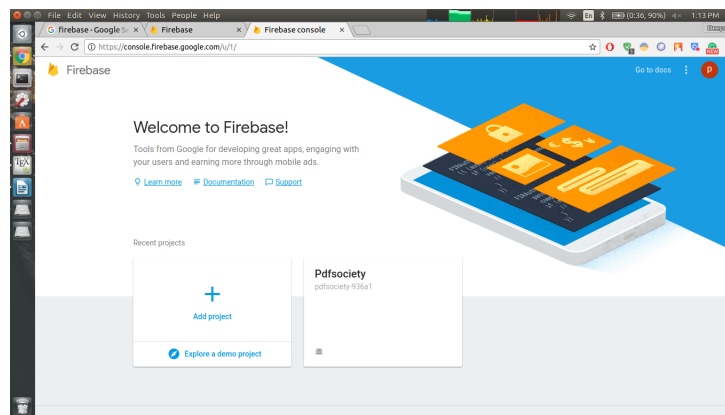 File Edit View History Tools People Help
En (0:36, 90%) 1:13 PM
firebase - Google Se
Firebase
Firebase console
https://console.firebase.google.com/u/1/
Firebase
Go to docs
p
Welcome to Firebase!
Tools from Google for developing great apps, engaging with
your users and earning more through mobile ads.
Learn more Documentation Support
Recent projects
Add project
Explore a demo project
Pdfsociety
pdfsociety-936a1